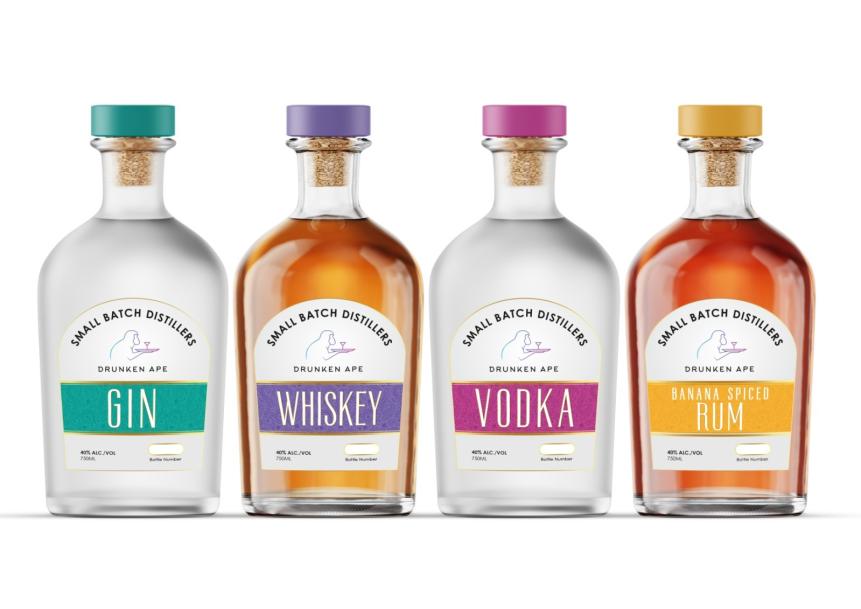 SMALL BATCH DISTILLERS
DRUNKEN APE
GIN
40% ALC./VOL
750ML
Bottle Number
SMALL BATCH DISTILLERS
DRUNKEN APE
WHISKEY
40% ALC./VOL
750ML
Bottle Number
SMALL BATCH DISTILLERS
DRUNKEN APE
VODKA
40% ALC./VOL
750ML
Bottle Number
SMALL BATCH DISTILLERS
DRUNKEN APE
BANANA SPICED
RUM
40% ALC./VOL
750ML
Bottle Number